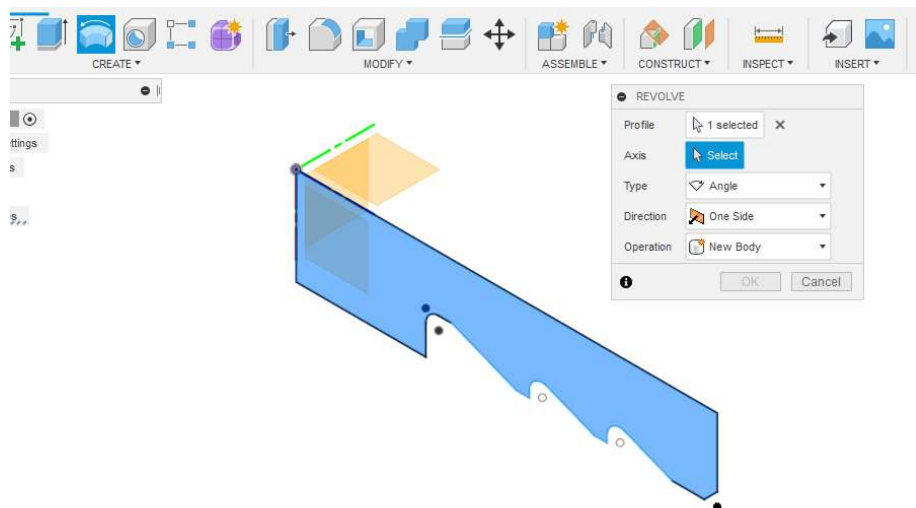 CREATE ▾ MODIFY ▾ ASSEMBLE ▾ CONSTRUCT ▾ INSPECT ▾ INSERT ▾
REVOLVE
ttings
s
Profile 1 selected
Axis Select
Type Angle
Direction One Side
Operation New Body
OK Cancel